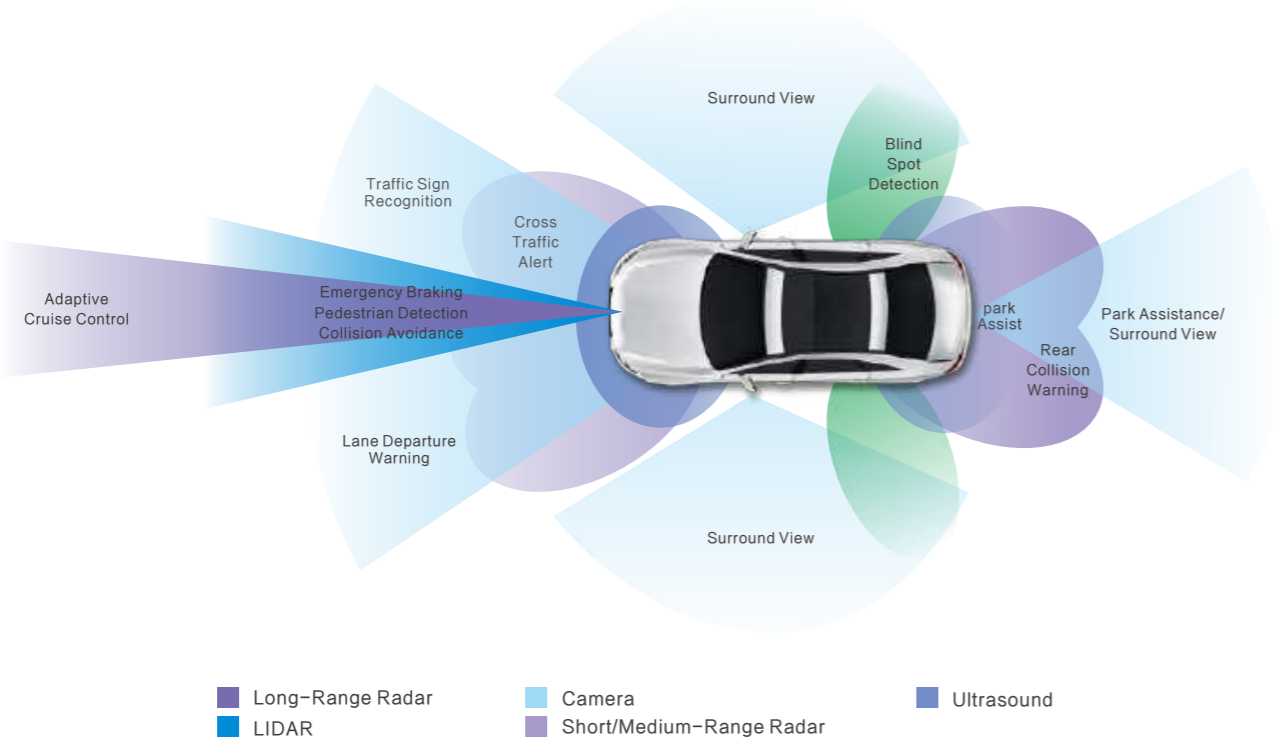 Surround View
Blind
Spot
Detection
Traffic Sign
Recognition
Cross
Traffic
Alert
Adaptive
Cruise Control
Emergency Braking
Pedestrian Detection
Collision Avoidance
park
Assist
Park Assistance/
Surround View
Rear
Collision
Warning
Lane Departure
Warning
Surround View
Long-Range Radar
LIDAR
Camera
Short/Medium-Range Radar
Ultrasound